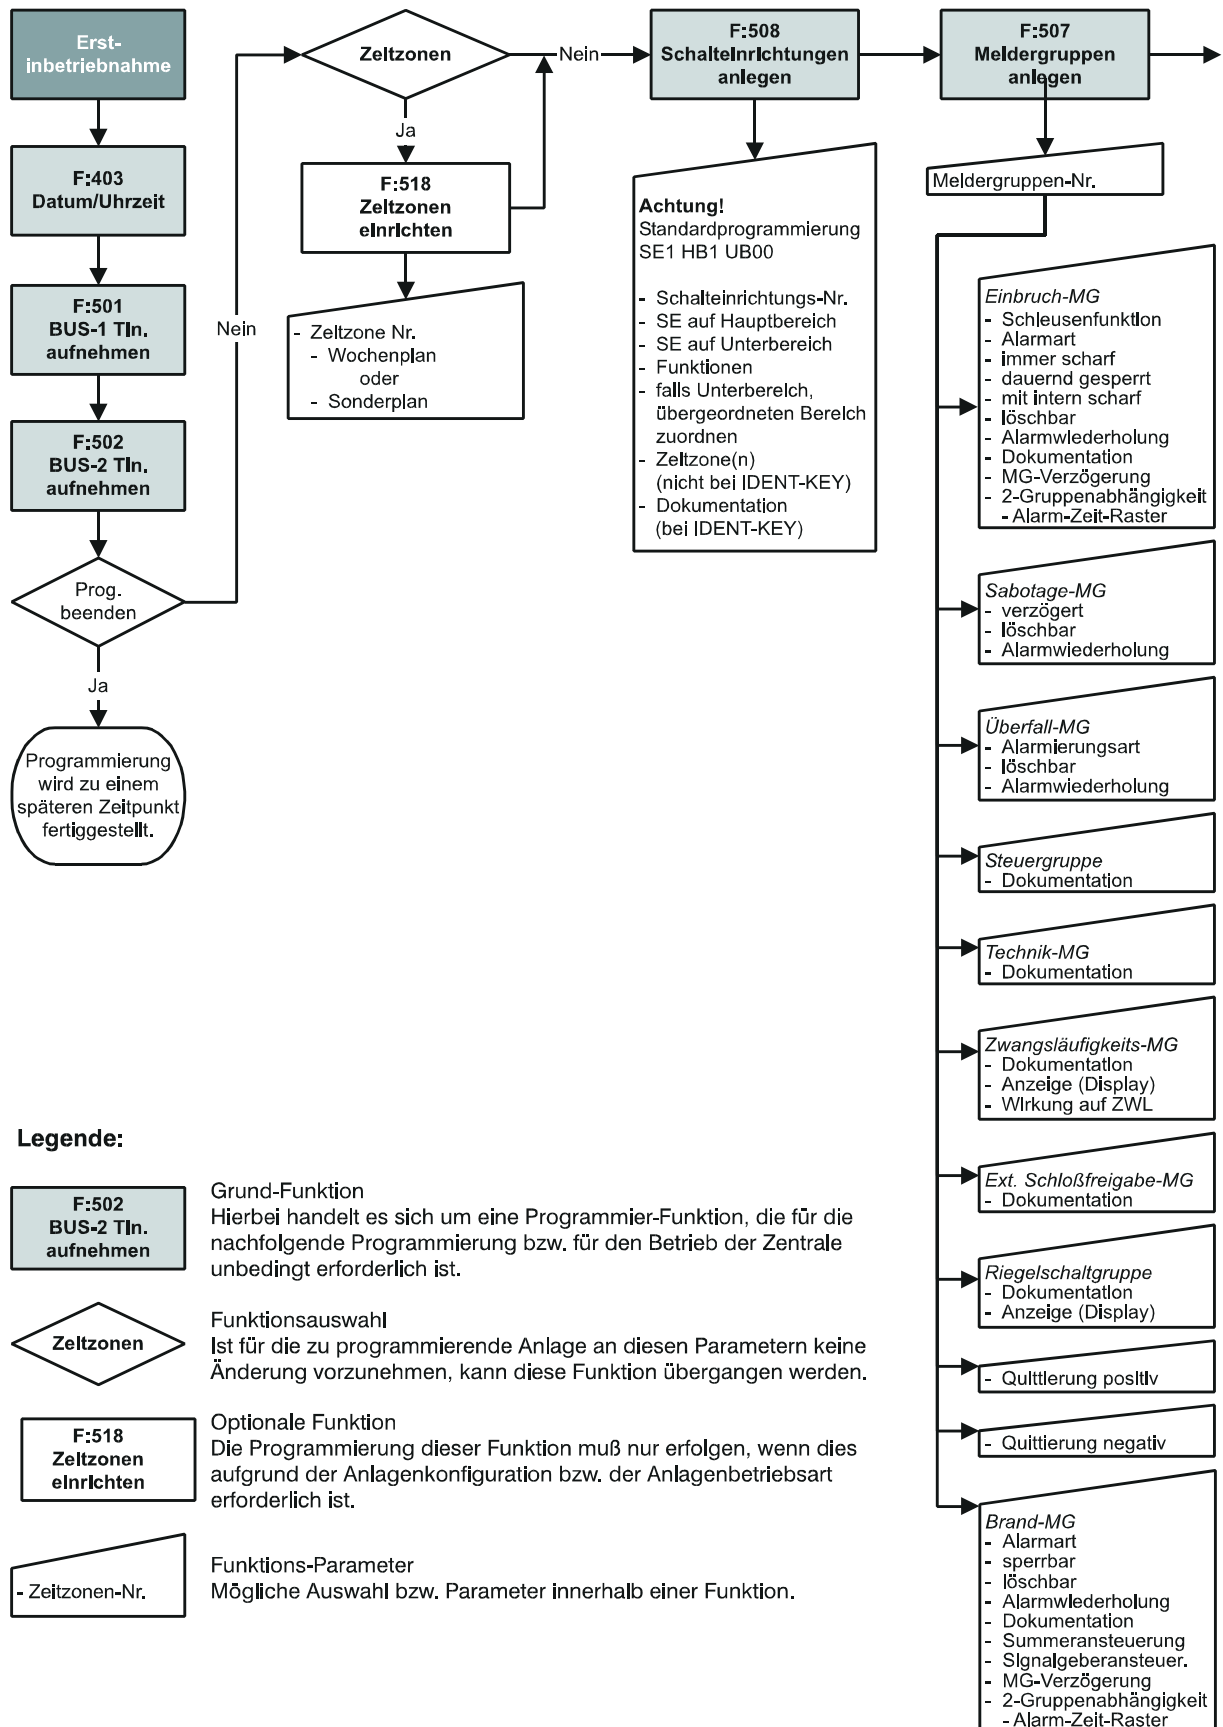 Erst-
inbetriebnahme
F:403
Datum/Uhrzeit
F:501
BUS-1 Tln.
aufnehmen
F:502
BUS-2 Tln.
aufnehmen
Prog.
beenden
Nein
Ja
Programmierung
wird zu einem
späteren Zeitpunkt
fertiggestellt.
Zeitzonen
Nein
Ja
F:518
Zeitzonen
einrichten
- Zeitzone Nr.
- Wochenplan
oder
- Sonderplan
F:508
Schalteinrichtungen
anlegen
Achtung!
Standardprogrammierung
SE1 HB1 UB00
- Schalteinrichtungs-Nr.
- SE auf Hauptbereich
- SE auf Unterbereich
- Funktionen
- falls Unterbereich,
übergeordneten Bereich
zuordnen
- Zeitzone(n)
(nicht bei IDENT-KEY)
- Dokumentation
(bei IDENT-KEY)
F:507
Meldergruppen
anlegen
Meldergruppen-Nr.
Einbruch-MG
- Schleusenfunktion
- Alarmart
- immer scharf
- dauernd gesperrt
- mit intern scharf
- löschbar
- Alarmwiederholung
- Dokumentation
- MG-Verzögerung
- 2-Gruppenabhängigkeit
- Alarm-Zeit-Raster
Sabotage-MG
- verzögert
- löschbar
- Alarmwiederholung
Überfall-MG
- Alarmierungsart
- löschbar
- Alarmwiederholung
Steuergruppe
- Dokumentation
Technik-MG
- Dokumentation
Zwangsläufigkeits-MG
- Dokumentation
- Anzeige (Display)
- Wirkung auf ZWL
Ext. Schloßfreigabe-MG
- Dokumentation
Riegelschaltgruppe
- Dokumentation
- Anzeige (Display)
- Quittierung positiv
- Quittierung negativ
Brand-MG
- Alarmart
- sperrbar
- löschbar
- Alarmwiederholung
- Dokumentation
- Summeransteuerung
- Signalgeberansteuer.
- MG-Verzögerung
- 2-Gruppenabhängigkeit
- Alarm-Zeit-Raster
Legende:
F:502
BUS-2 Tln.
aufnehmen
Grund-Funktion
Hierbei handelt es sich um eine Programmier-Funktion, die für die
nachfolgende Programmierung bzw. für den Betrieb der Zentrale
unbedingt erforderlich ist.
Zeitzonen
Funktionsauswahl
Ist für die zu programmierende Anlage an diesen Parametern keine
Änderung vorzunehmen, kann diese Funktion übergangen werden.
F:518
Zeitzonen
einrichten
Optionale Funktion
Die Programmierung dieser Funktion muß nur erfolgen, wenn dies
aufgrund der Anlagenkonfiguration bzw. der Anlagenbetriebsart
erforderlich ist.
- Zeitzonen-Nr.
Funktions-Parameter
Mögliche Auswahl bzw. Parameter innerhalb einer Funktion.